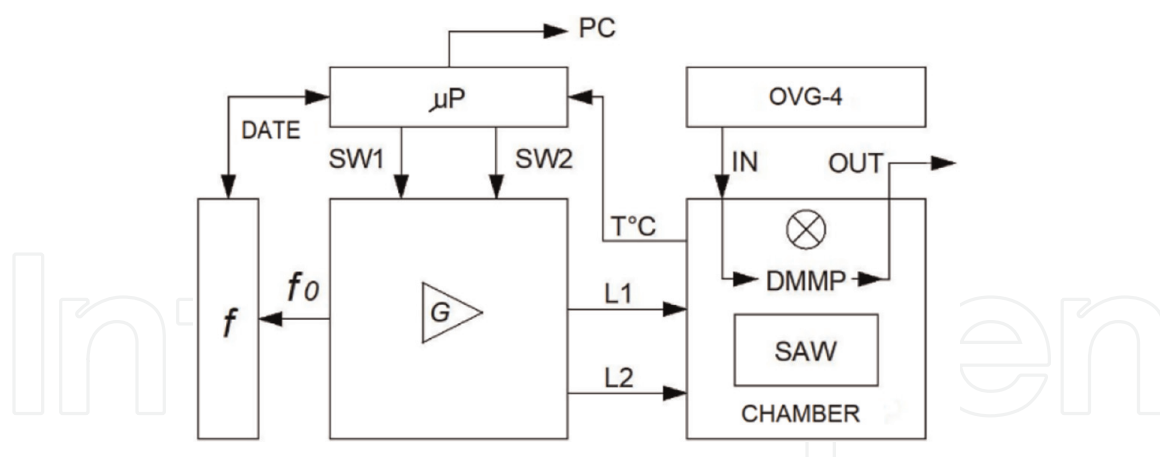 PC
µP
OVG-4
DATE
SW1
SW2
IN
OUT
T°C
f0
L1
DMMP
f
G
SAW
L2
CHAMBER